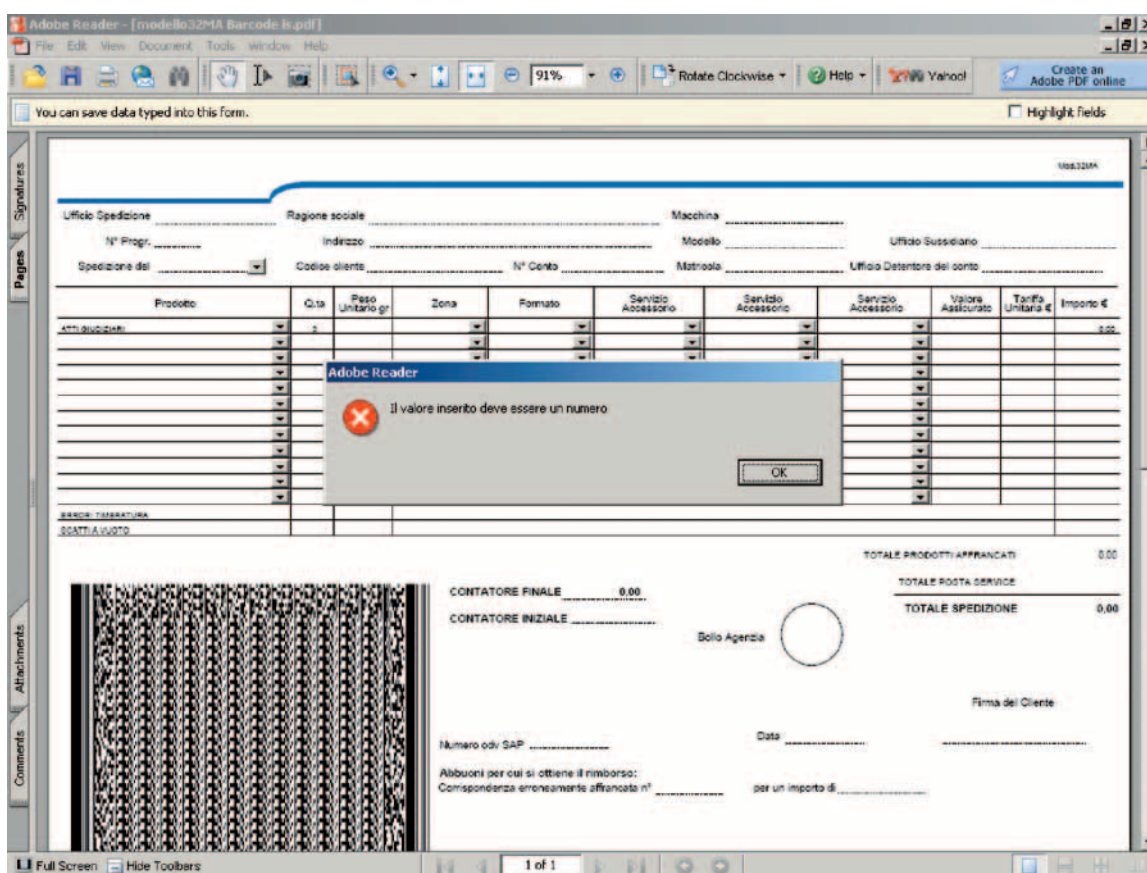 Adobe Reader - [modello32MA Barcode ls.pdf]
File Edit View Document Tools Window Help
91% Rotate Clockwise Help Yahoo! Create an Adobe PDF online
You can save data typed into this form. Highlight fields
Signatures
Pages
Attachments
Comments
Mod.32MA
Ufficio Spedizione Ragione sociale Macchina
N° Progr. Indirizzo Modello Ufficio Sussidiario
Spedizione del Codice cliente N° Conto Matricola Ufficio Detentore del conto
Prodotto Q.ta Peso Unitario gr Zona Formato Servizio Accessorio Servizio Accessorio Servizio Accessorio Valore Assicurato Tariffa Unitaria € Importo €
ATTI GIUDIZIARI 0.00
Adobe Reader
Il valore inserito deve essere un numero
OK
ERRORI TIMBRATURA
SCATTI A VUOTO
TOTALE PRODOTTI AFFRANCATI 0.00
TOTALE POSTA SERVICE
TOTALE SPEDIZIONE 0,00
CONTATORE FINALE 0,00
CONTATORE INIZIALE
Bollo Agenzia
Firma del Cliente
Numero odv SAP Data
Abbuoni per cui si ottiene il rimborso:
Corrispondenza erroneamente affrancata n° per un importo di
Full Screen Hide Toolbars 1 of 1